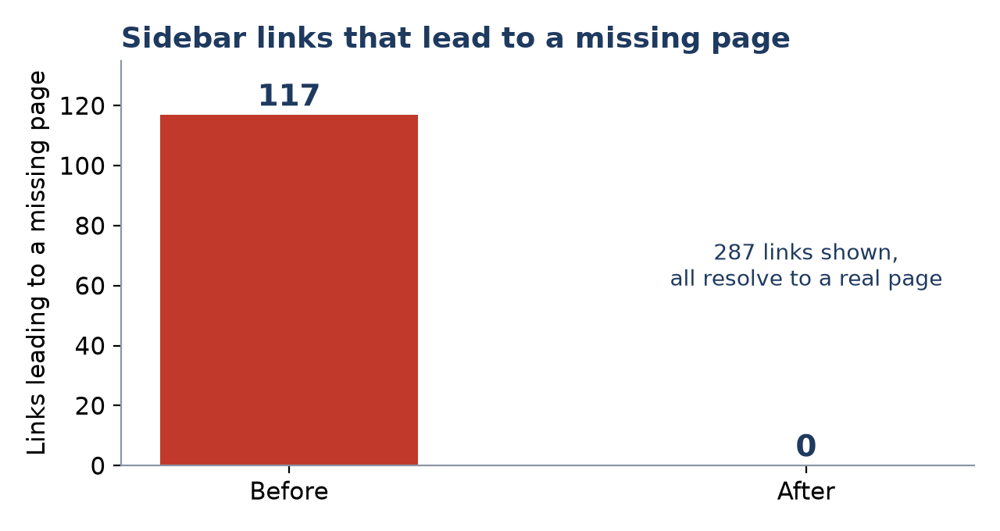 Sidebar links that lead to a missing page
Links leading to a missing page
120
100
80
60
40
20
0
117
287 links shown,
all resolve to a real page
0
Before
After